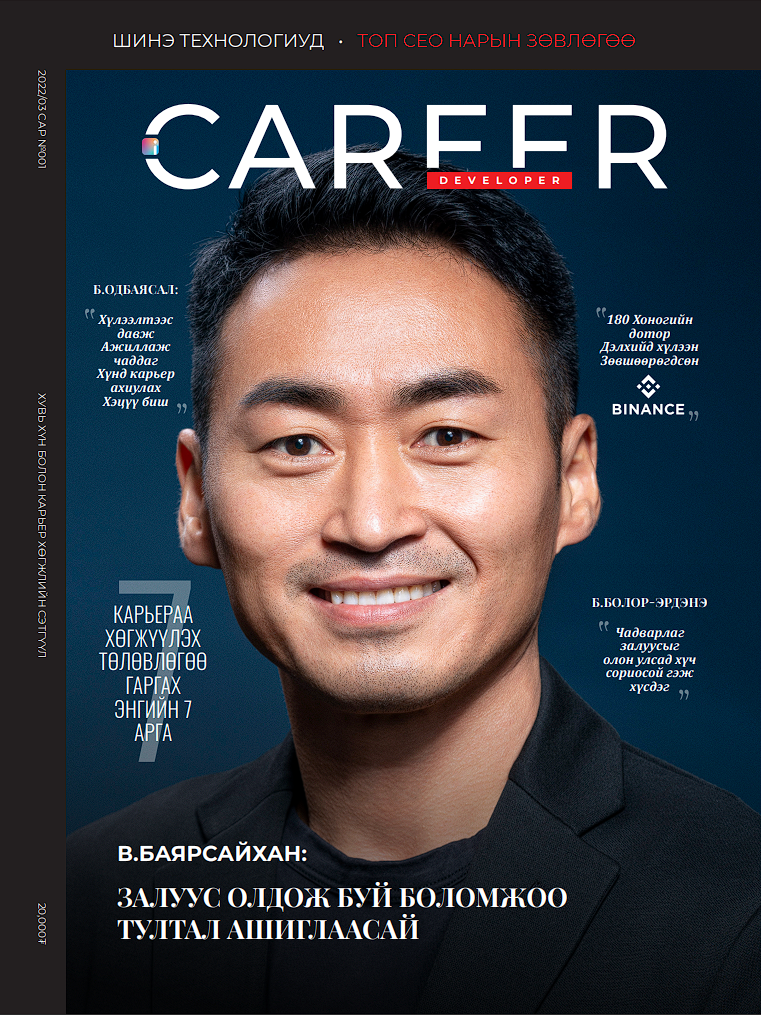 ШИНЭ ТЕХНОЛОГИУД • ТОП CEO НАРЫН ЗӨВЛӨГӨӨ
2022/03 САР №001
CAREER
DEVELOPER
Б.ОДБАЯСАЛ:
"Хүлээлтээс
давж
Ажиллаж
чаддаг
Хүнд карьер
ахиулах
Хэцүү биш"
"180 Хоногийн
дотор
Дэлхийд хүлээн
Зөвшөөрөгдсөн
BINANCE"
ХУВЬ ХҮН БОЛОН КАРЬЕР ХӨГЖЛИЙН СЭТГҮҮЛ
7
КАРЬЕРАА
ХӨГЖҮҮЛЭХ
ТӨЛӨВЛӨГӨӨ
ГАРГАХ
ЭНГИЙН 7
АРГА
Б.БОЛОР-ЭРДЭНЭ
"Чадварлаг
залуусыг
олон улсад хүч
сориосой гэж
хүсдэг"
В.БАЯРСАЙХАН:
ЗАЛУУС ОЛДОЖ БУЙ БОЛОМЖОО
ТУЛТАЛ АШИГЛААСАЙ
20,000₮